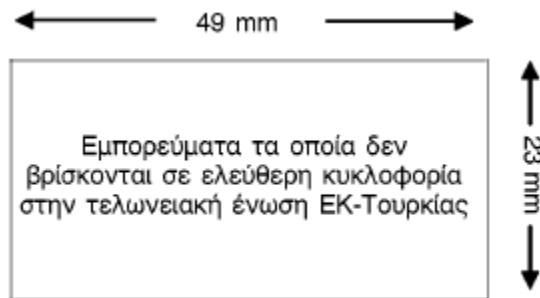 49 mm
Εμπορεύματα τα οποία δεν
βρίσκονται σε ελεύθερη κυκλοφορία
στην τελωνειακή ένωση ΕΚ-Τουρκίας
23 mm